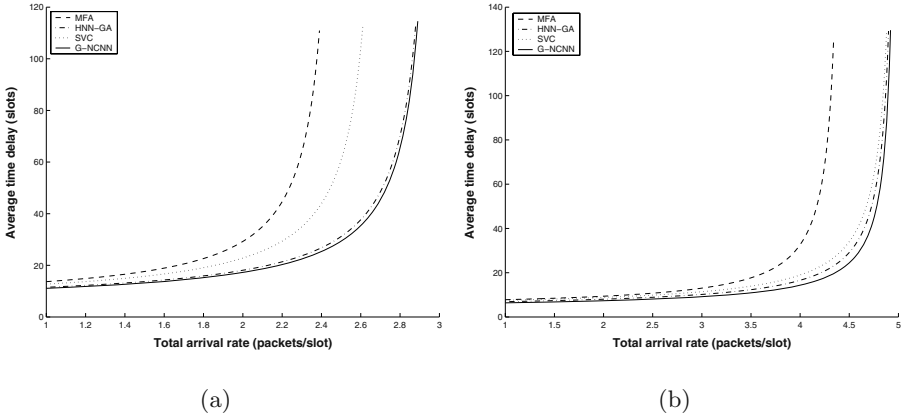 MFA
HNN-GA
SVC
G-NCNN
Average time delay (slots)
120
100
80
60
40
20
0
1 1.2 1.4 1.6 1.8 2 2.2 2.4 2.6 2.8 3
Total arrival rate (packets/slot)
(a)
MFA
HNN-GA
SVC
G-NCNN
Average time delay (slots)
140
120
100
80
60
40
20
0
1 1.5 2 2.5 3 3.5 4 4.5 5
Total arrival rate (packets/slot)
(b)